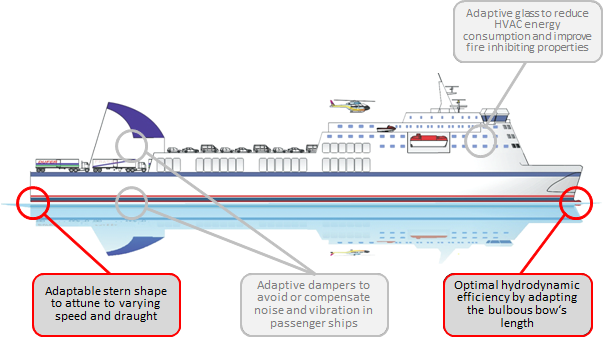 Adaptive glass to reduce
HVAC energy
consumption and improve
fire inhibiting properties
Adaptable stern shape
to attune to varying
speed and draught
Adaptive dampers to
avoid or compensate
noise and vibration in
passenger ships
Optimal hydrodynamic
efficiency by adapting
the bulbous bow's
length